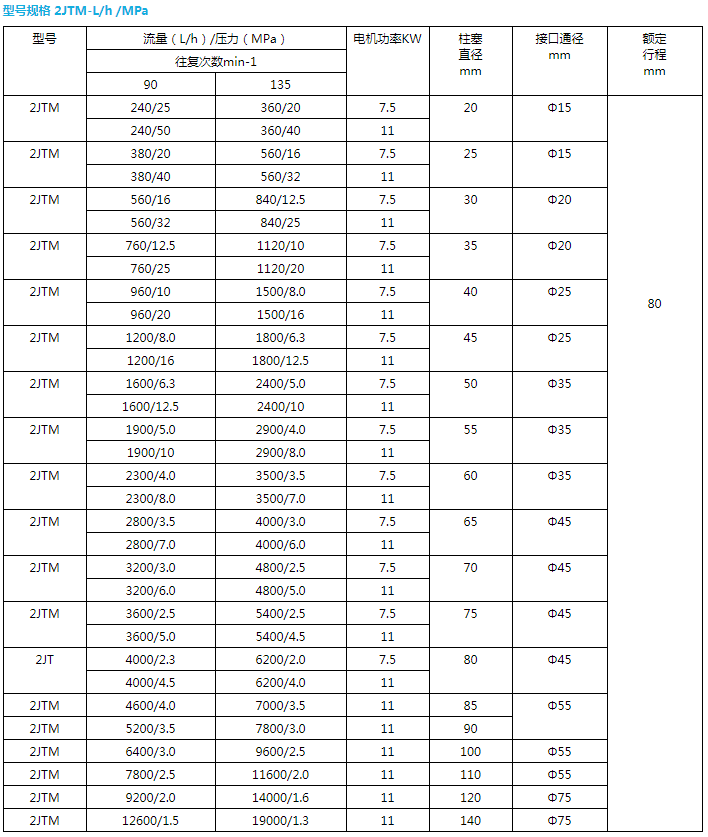 型号规格 2JTM-L/h /MPa
型号 流量（L/h）/压力（MPa） 电机功率KW 柱塞 接口通径 额定
直径 mm 行程
往复次数min-1 mm mm
90 135
2JTM 240/25 360/20 7.5 20 Φ15
240/50 360/40 11
2JTM 380/20 560/16 7.5 25 Φ15
380/40 560/32 11
2JTM 560/16 840/12.5 7.5 30 Φ20
560/32 840/25 11
2JTM 760/12.5 1120/10 7.5 35 Φ20
760/25 1120/20 11
2JTM 960/10 1500/8.0 7.5 40 Φ25 80
960/20 1500/16 11
2JTM 1200/8.0 1800/6.3 7.5 45 Φ25
1200/16 1800/12.5 11
2JTM 1600/6.3 2400/5.0 7.5 50 Φ35
1600/12.5 2400/10 11
2JTM 1900/5.0 2900/4.0 7.5 55 Φ35
1900/10 2900/8.0 11
2JTM 2300/4.0 3500/3.5 7.5 60 Φ35
2300/8.0 3500/7.0 11
2JTM 2800/3.5 4000/3.0 7.5 65 Φ45
2800/7.0 4000/6.0 11
2JTM 3200/3.0 4800/2.5 7.5 70 Φ45
3200/6.0 4800/5.0 11
2JTM 3600/2.5 5400/2.5 7.5 75 Φ45
3600/5.0 5400/4.5 11
2JT 4000/2.3 6200/2.0 7.5 80 Φ45
4000/4.5 6200/4.0 11
2JTM 4600/4.0 7000/3.5 11 85 Φ55
2JTM 5200/3.5 7800/3.0 11 90
2JTM 6400/3.0 9600/2.5 11 100 Φ55
2JTM 7800/2.5 11600/2.0 11 110 Φ55
2JTM 9200/2.0 14000/1.6 11 120 Φ75
2JTM 12600/1.5 19000/1.3 11 140 Φ75